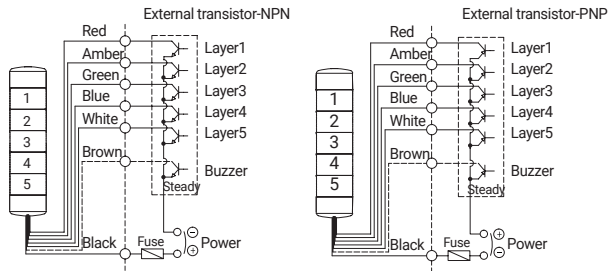 External transistor-NPN
Red
Amber
Green
Blue
White
Brown
Black
Layer1
Layer2
Layer3
Layer4
Layer5
Buzzer
Steady
1
2
3
4
5
Fuse
Power
External transistor-PNP
Red
Amber
Green
Blue
White
Brown
Black
Layer1
Layer2
Layer3
Layer4
Layer5
Buzzer
Steady
1
2
3
4
5
Fuse
Power